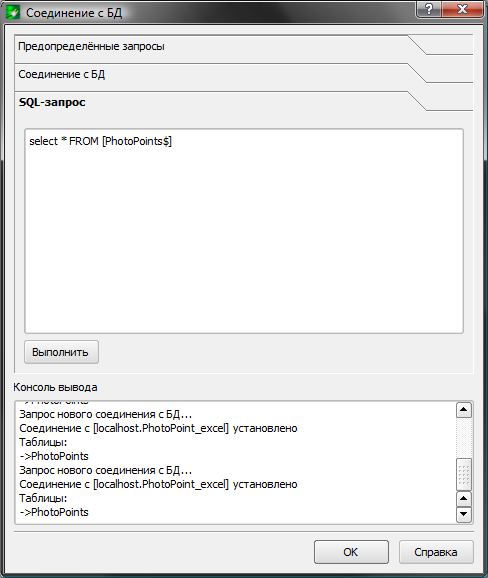 Соединение с БД
Предопределённые запросы
Соединение с БД
SQL-запрос
select * FROM [PhotoPoints$]
Выполнить
Консоль вывода
->PhotoPoints
Запрос нового соединения с БД...
Соединение с [localhost.PhotoPoint_excel] установлено
Таблицы:
->PhotoPoints
Запрос нового соединения с БД...
Соединение с [localhost.PhotoPoint_excel] установлено
Таблицы:
->PhotoPoints
OK
Справка